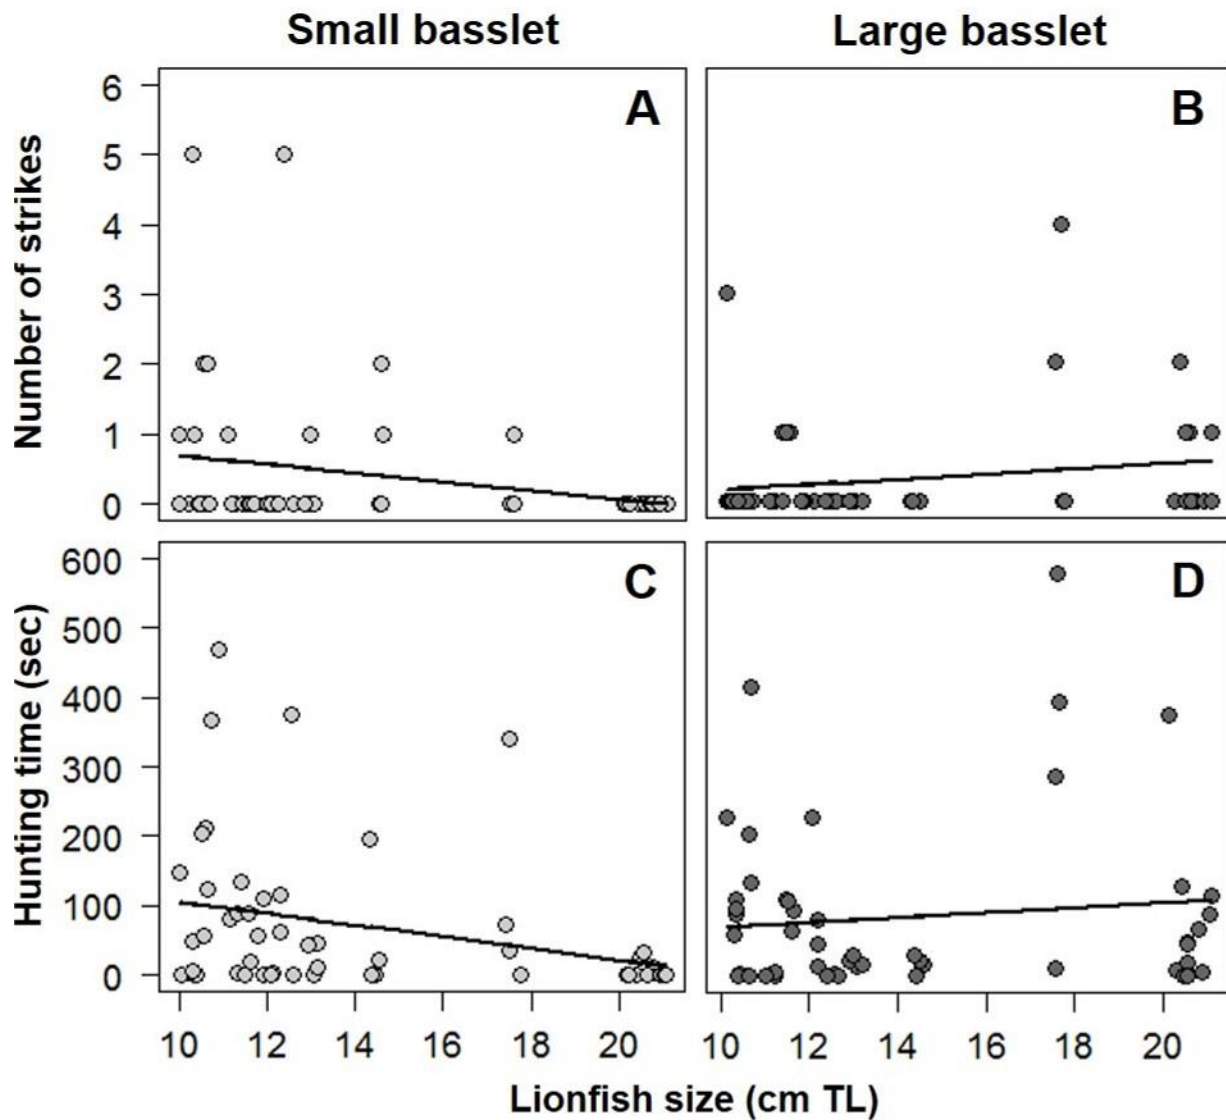 Small basslet
Large basslet
Number of strikes
6
5
4
3
2
1
0
A
B
Hunting time (sec)
600
500
400
300
200
100
0
C
D
10 12 14 16 18 20
10 12 14 16 18 20
Lionfish size (cm TL)